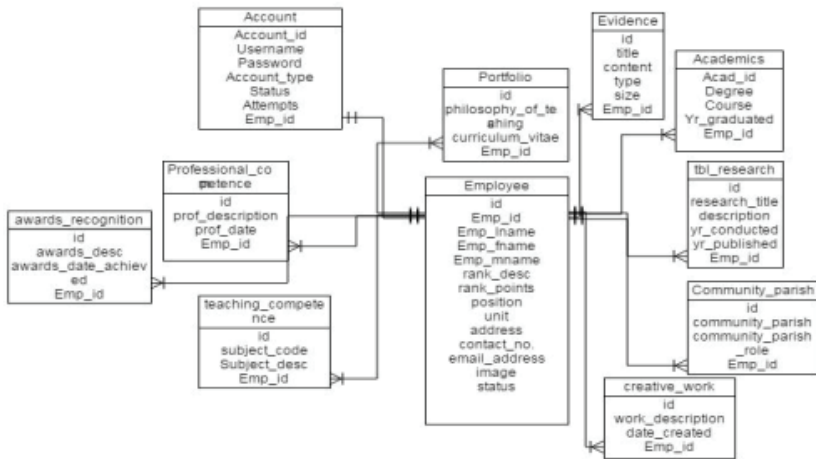 Account
Account_id
Username
Password
Account_type
Status
Attempts
Emp_id
Portfolio
id
philosophy_of_te
ahing
curriculum_vitae
Emp_id
Evidence
id
title
content
type
size
Emp_id
Academics
Acad_id
Degree
Course
Yr_graduated
Emp_id
Professional_com
petence
id
prof_description
prof_date
Emp_id
awards_recognition
id
awards_desc
awards_date_achiev
ed
Emp_id
teaching_compete
nce
id
subject_code
Subject_desc
Emp_id
Employee
id
Emp_id
Emp_lname
Emp_fname
Emp_mname
rank_desc
rank_points
position
unit
address
contact_no.
email_address
image
status
tbl_research
id
research_title
description
yr_conducted
yr_published
Emp_id
Community_parish
id
community_parish
community_parish
_role
Emp_id
creative_work
id
work_description
date_created
Emp_id